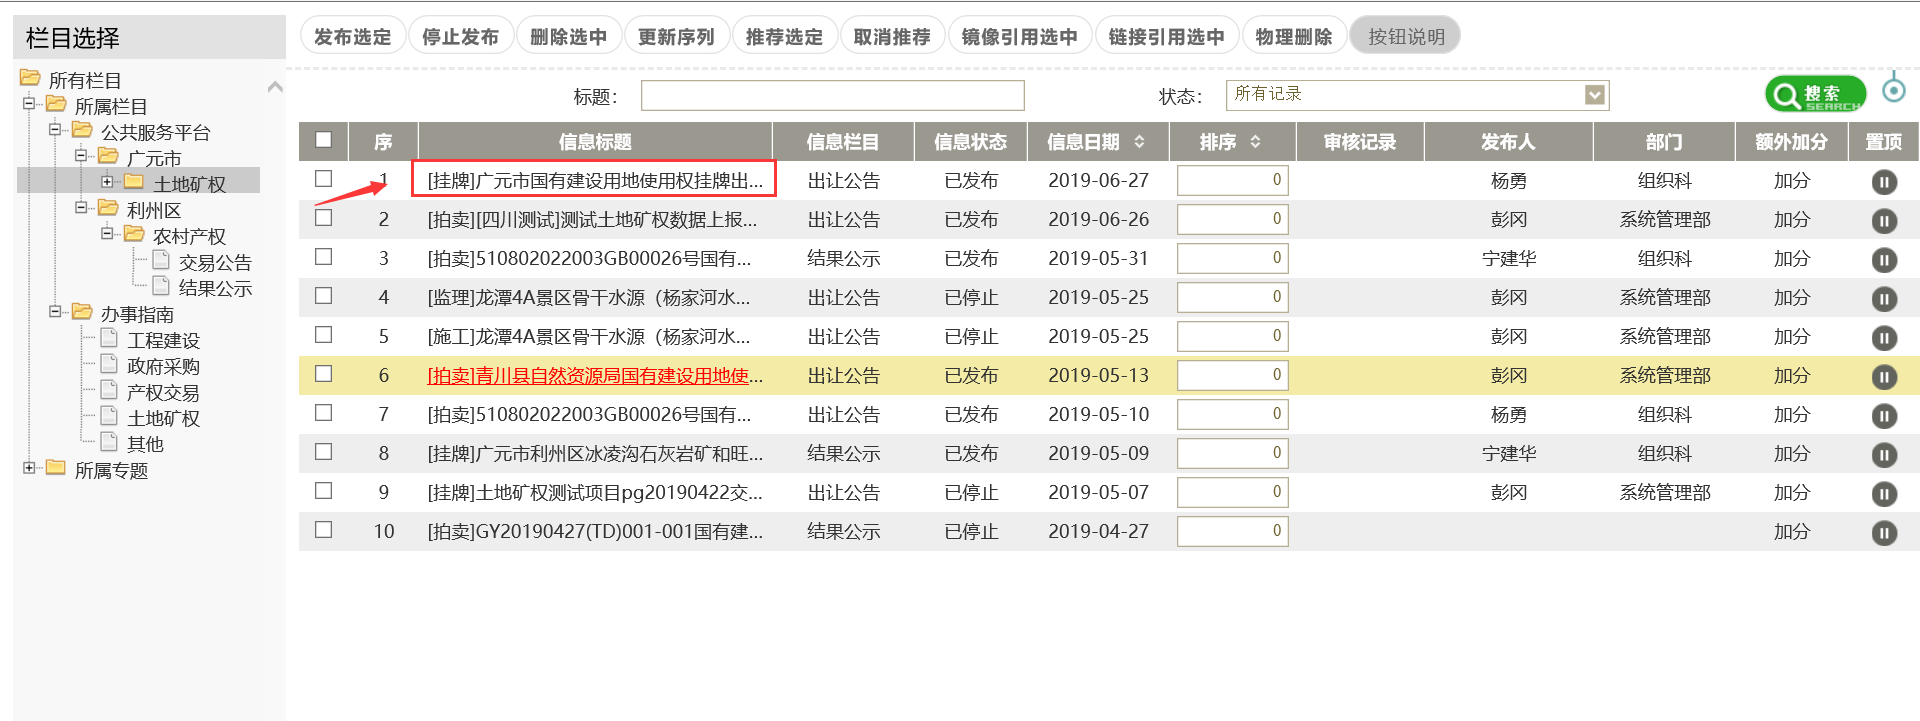 栏目选择
发布选定 停止发布 删除选中 更新序列 推荐选定 取消推荐 镜像引用选中 链接引用选中 物理删除 按钮说明
所有栏目
所属栏目
公共服务平台
广元市
土地矿权
利州区
农村产权
交易公告
结果公示
办事指南
工程建设
政府采购
产权交易
土地矿权
其他
所属专题
标题： 状态： 所有记录 搜索 SEARCH
序 信息标题 信息栏目 信息状态 信息日期 排序 审核记录 发布人 部门 额外加分 置顶
1 [挂牌]广元市国有建设用地使用权挂牌出... 出让公告 已发布 2019-06-27 0 杨勇 组织科 加分
2 [拍卖][四川测试]测试土地矿权数据上报... 出让公告 已发布 2019-06-26 0 彭冈 系统管理部 加分
3 [拍卖]510802022003GB00026号国有... 结果公示 已发布 2019-05-31 0 宁建华 组织科 加分
4 [监理]龙潭4A景区骨干水源（杨家河水... 出让公告 已停止 2019-05-25 0 彭冈 系统管理部 加分
5 [施工]龙潭4A景区骨干水源（杨家河水... 出让公告 已停止 2019-05-25 0 彭冈 系统管理部 加分
6 [拍卖]青川县自然资源局国有建设用地使... 出让公告 已发布 2019-05-13 0 彭冈 系统管理部 加分
7 [拍卖]510802022003GB00026号国有... 出让公告 已发布 2019-05-10 0 杨勇 组织科 加分
8 [挂牌]广元市利州区冰凌沟石灰岩矿和旺... 结果公示 已发布 2019-05-09 0 宁建华 组织科 加分
9 [挂牌]土地矿权测试项目pg20190422交... 出让公告 已停止 2019-05-07 0 彭冈 系统管理部 加分
10 [拍卖]GY20190427(TD)001-001国有建... 结果公示 已停止 2019-04-27 0 加分